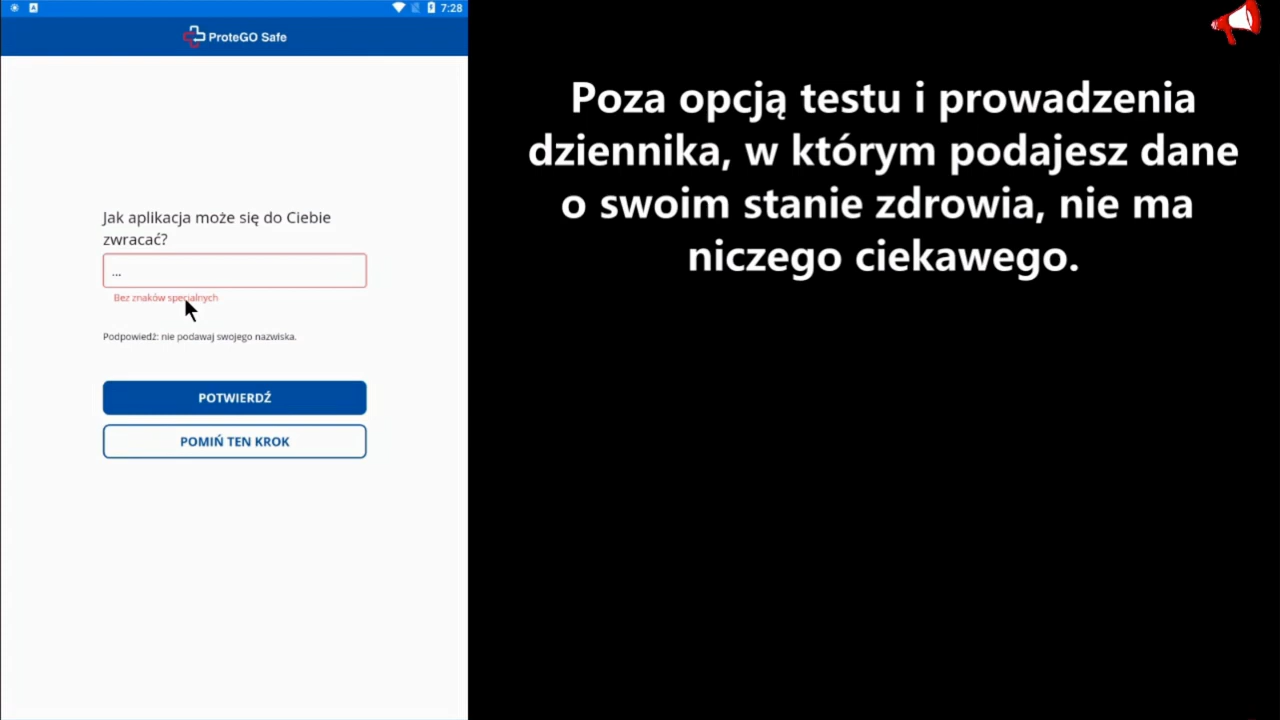 7:28
ProteGO Safe
Jak aplikacja może się do Ciebie
zwracać?
...
Bez znaków specjalnych
Podpowiedź: nie podawaj swojego nazwiska.
POTWIERDŹ
POMIŃ TEN KROK
Poza opcją testu i prowadzenia
dziennika, w którym podajesz dane
o swoim stanie zdrowia, nie ma
niczego ciekawego.